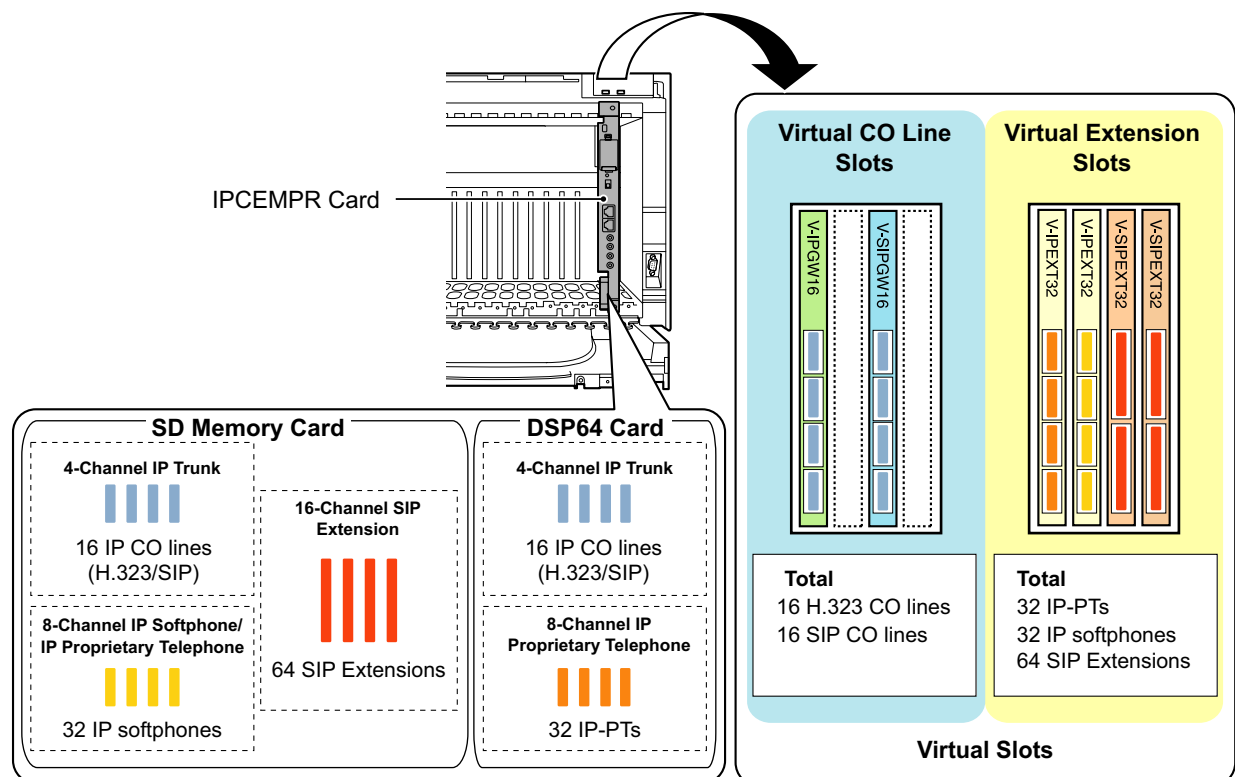 IPCEMPR Card
SD Memory Card
4-Channel IP Trunk
16 IP CO lines
(H.323/SIP)
8-Channel IP Softphone/
IP Proprietary Telephone
32 IP softphones
16-Channel SIP
Extension
64 SIP Extensions
DSP64 Card
4-Channel IP Trunk
16 IP CO lines
(H.323/SIP)
8-Channel IP
Proprietary Telephone
32 IP-PTs
Virtual CO Line
Slots
V-IPGW16
V-SIPGW16
Total
16 H.323 CO lines
16 SIP CO lines
Virtual Extension
Slots
V-IPEXT32
V-IPEXT32
V-SIPEXT32
V-SIPEXT32
Total
32 IP-PTs
32 IP softphones
64 SIP Extensions
Virtual Slots